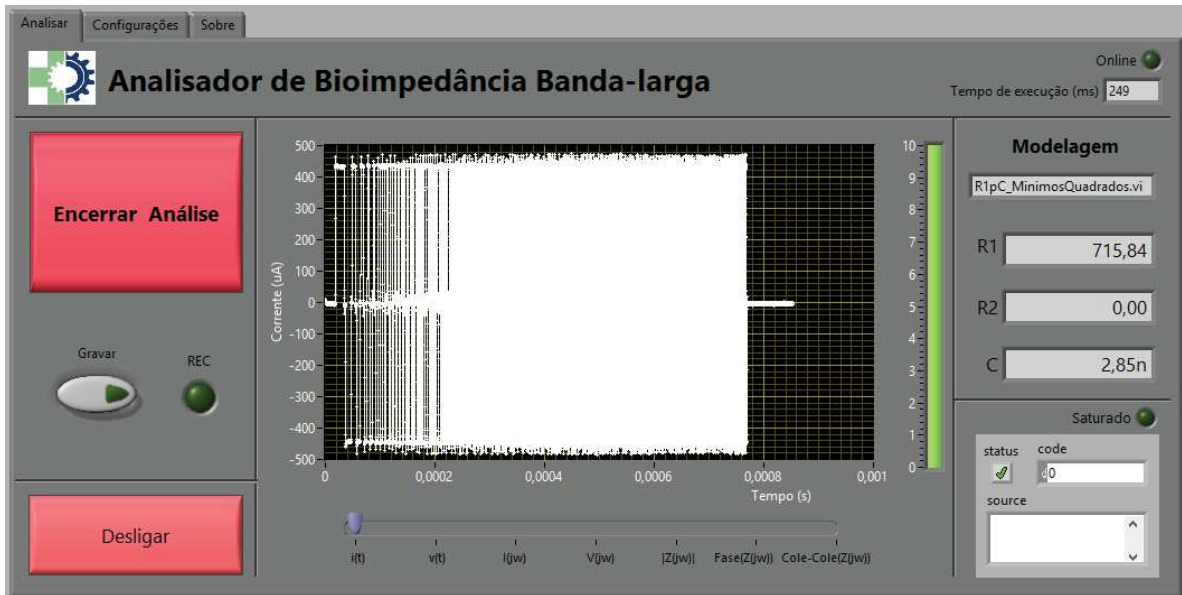 Analisar
Configurações
Sobre
Analisador de Bioimpedância Banda-larga
Online
Tempo de execução (ms) 249
Encerrar Análise
Gravar
REC
Desligar
Corrente (uA)
500
400
300
200
100
0
-100
-200
-300
-400
-500
0
0,0002
0,0004
0,0006
0,0008
0,001
Tempo (s)
10
9
8
7
6
5
4
3
2
1
0
i(t)
v(t)
I(jw)
V(jw)
|Z(jw)|
Fase(Z(jw))
Cole-Cole(Z(jw))
Modelagem
R1pC_MinimosQuadrados.vi
R1 715,84
R2 0,00
C 2,85n
Saturado
status
code
d0
source